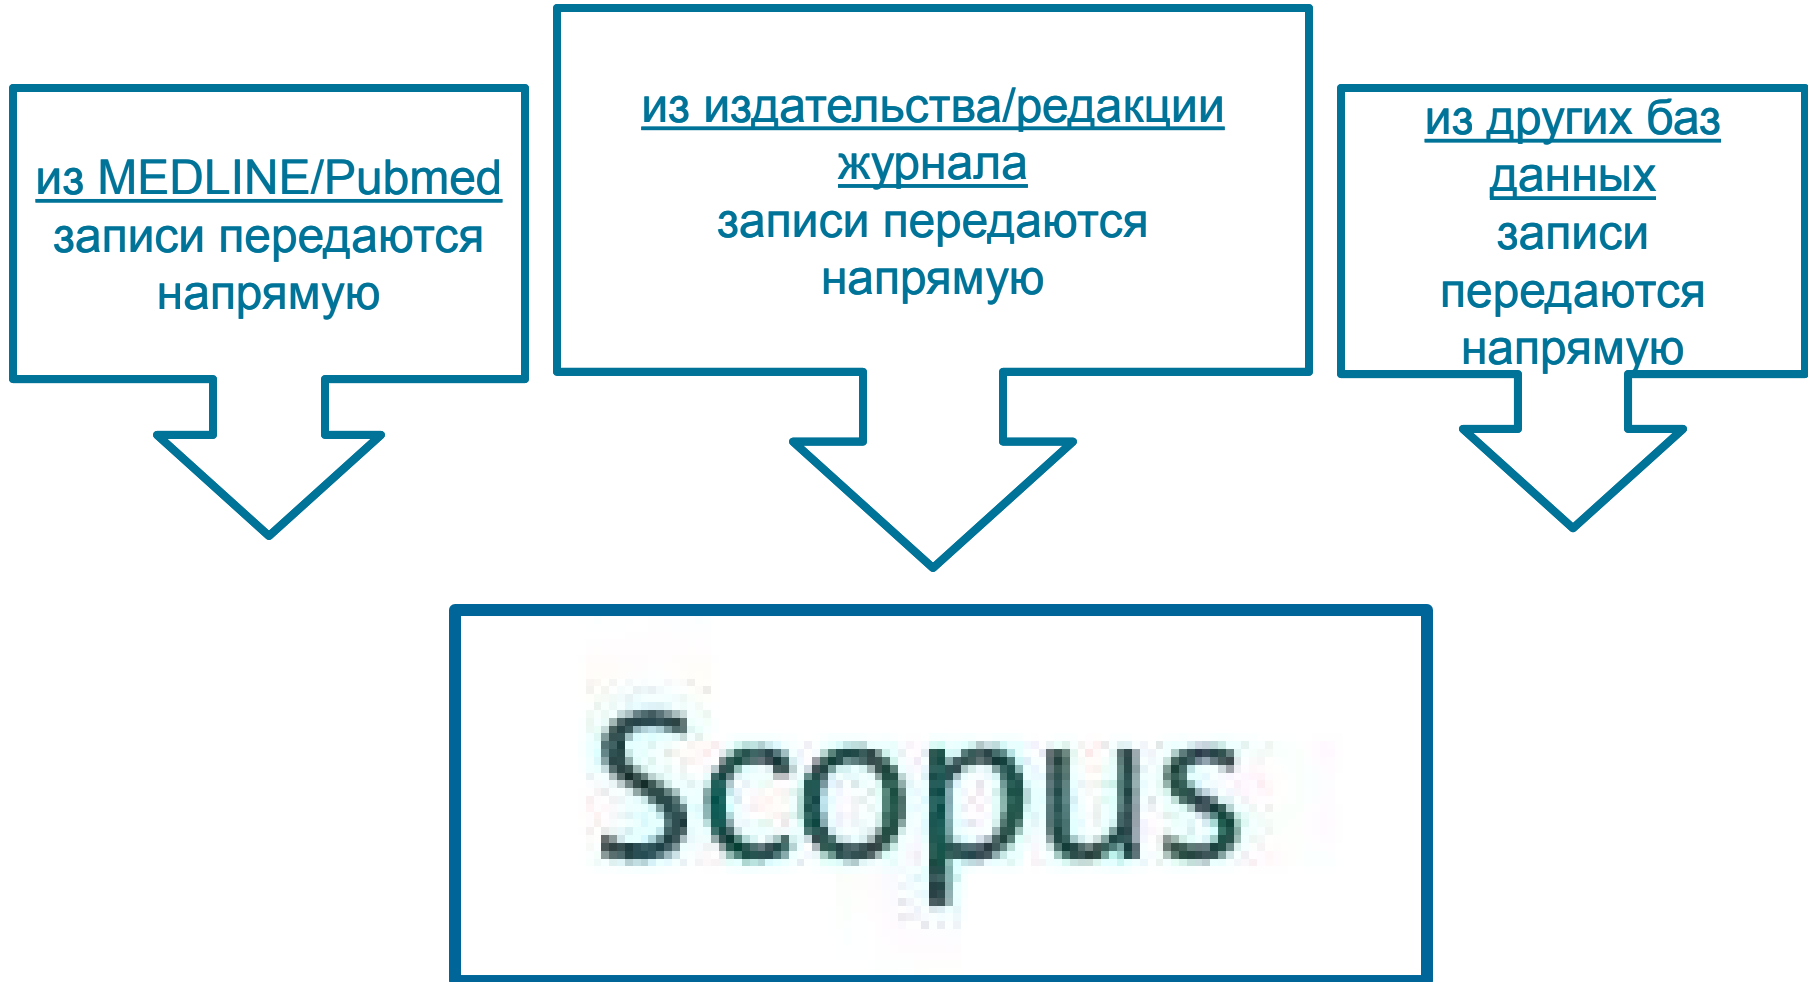 из MEDLINE/Pubmed
записи передаются
напрямую
из издательства/редакции
журнала
записи передаются
напрямую
из других баз
данных
записи
передаются
напрямую
Scopus